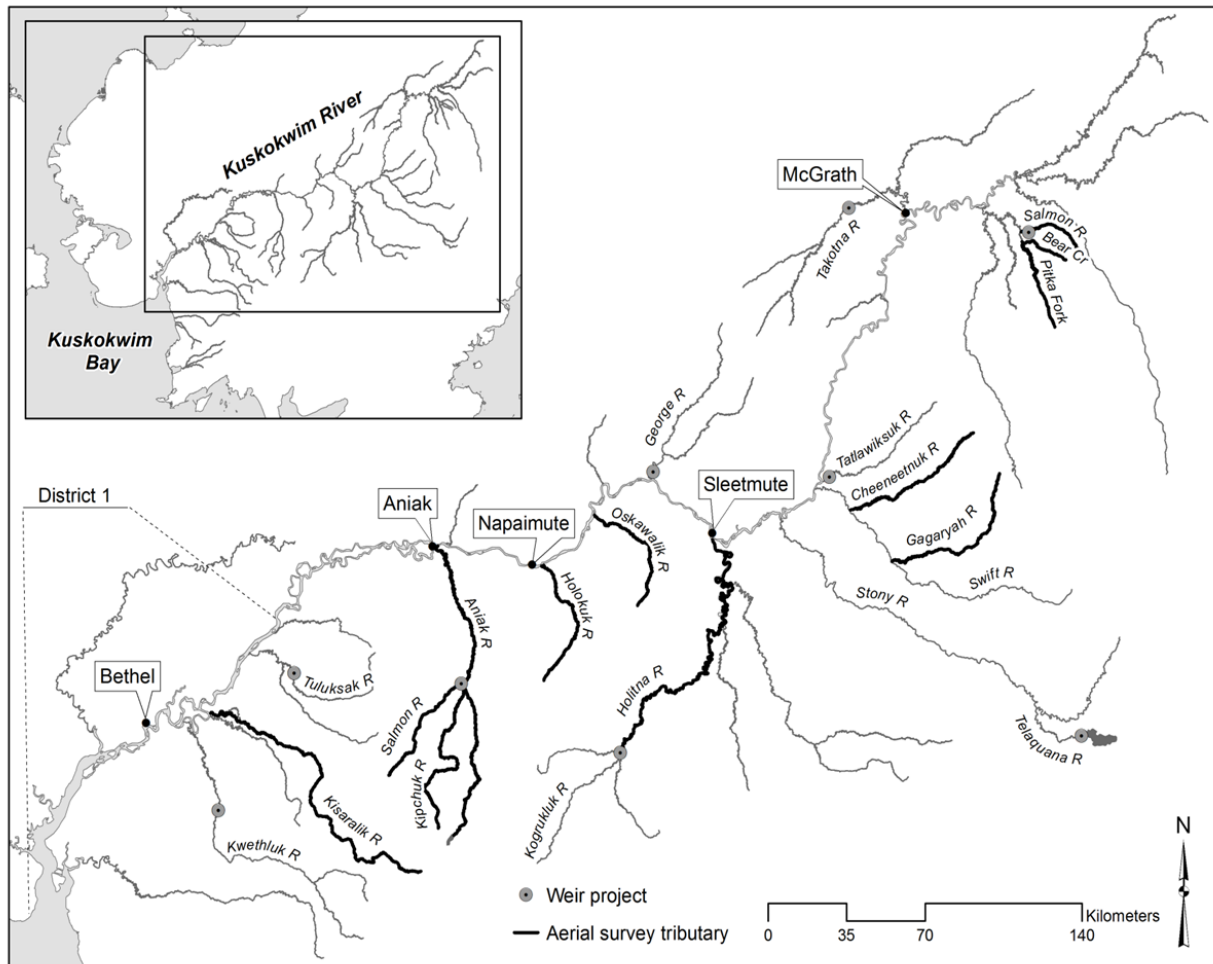 Kuskokwim River
Kuskokwim
Bay
McGrath
Takotna R
Salmon R
Bear Cr
Pitka Fork
George R
Tatlawiksuk R
Cheeneetnuk R
Sleetmute
Gagaryah R
District 1
Aniak
Napaimute
Oskawalik R
Swift R
Stony R
Holokuk R
Aniak R
Tuluksak R
Bethel
Holitna R
Salmon R
Telaquana R
Kipchuk R
Kisaralik R
Kogrukluk R
Kwethluk R
N
Weir project
Aerial survey tributary
Kilometers
0 35 70 140